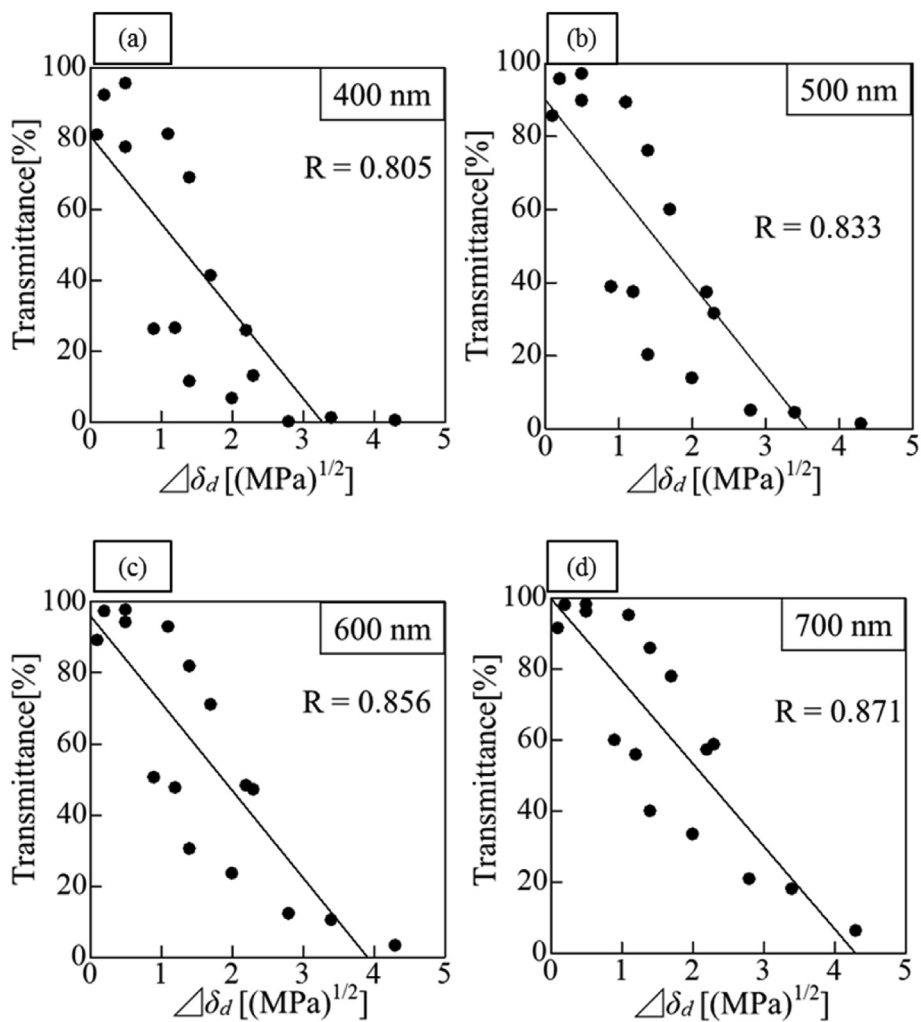 (a)
400 nm
R = 0.805
Transmittance[%]
100
80
60
40
20
0
0 1 2 3 4 5
⊿δd [(MPa)1/2]
(b)
500 nm
R = 0.833
Transmittance[%]
100
80
60
40
20
0
0 1 2 3 4 5
⊿δd [(MPa)1/2]
(c)
600 nm
R = 0.856
Transmittance[%]
100
80
60
40
20
0
0 1 2 3 4 5
⊿δd [(MPa)1/2]
(d)
700 nm
R = 0.871
Transmittance[%]
100
80
60
40
20
0
0 1 2 3 4 5
⊿δd [(MPa)1/2]